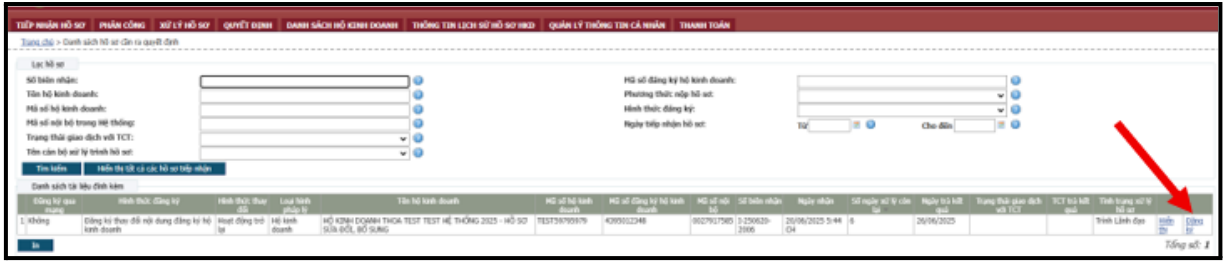 TIẾP NHẬN HỒ SƠ PHÂN CÔNG XỬ LÝ HỒ SƠ QUYẾT ĐỊNH DANH SÁCH HỘ KINH DOANH THÔNG TIN LỊCH SỬ HỒ SƠ HKD QUẢN LÝ THÔNG TIN CÁ NHÂN THANH TOÁN
Trang chủ > Danh sách hồ sơ cần ra quyết định
Lọc hồ sơ
Số biên nhận: Mã số đăng ký hộ kinh doanh:
Tên hộ kinh doanh: Phương thức nộp hồ sơ:
Mã số hộ kinh doanh: Hình thức đăng ký:
Mã số nội bộ trong Hệ thống: Ngày tiếp nhận hồ sơ: Từ Cho đến
Trạng thái giao dịch với TCT:
Tên cán bộ xử lý trình hồ sơ:
Tìm kiếm Hiển thị tất cả các hồ sơ tiếp nhận
Danh sách tài liệu đính kèm
Đăng ký qua mạng Hình thức đăng ký Hình thức thay đổi Loại hình pháp lý Tên hộ kinh doanh Mã số hộ kinh doanh Mã số đăng ký hộ kinh doanh Mã số nội bộ Số biên nhận Ngày nhận Số ngày xử lý còn lại Ngày trả kết quả Trạng thái giao dịch với TCT TCT trả kết quả Tình trạng xử lý hồ sơ
1 Không Đăng ký thay đổi nội dung đăng ký hộ kinh doanh Hoạt động trở lại Hộ kinh doanh HỘ KINH DOANH THOA TEST TEST HỆ THỐNG 2025 - HỒ SƠ SỬA ĐỔI, BỔ SUNG TEST59795979 4395012348 0027917585 20/06/2025 5:44 CH 6 26/06/2025 Trình Lãnh đạo Hiển thị Đăng ký
In
Tổng số: 1